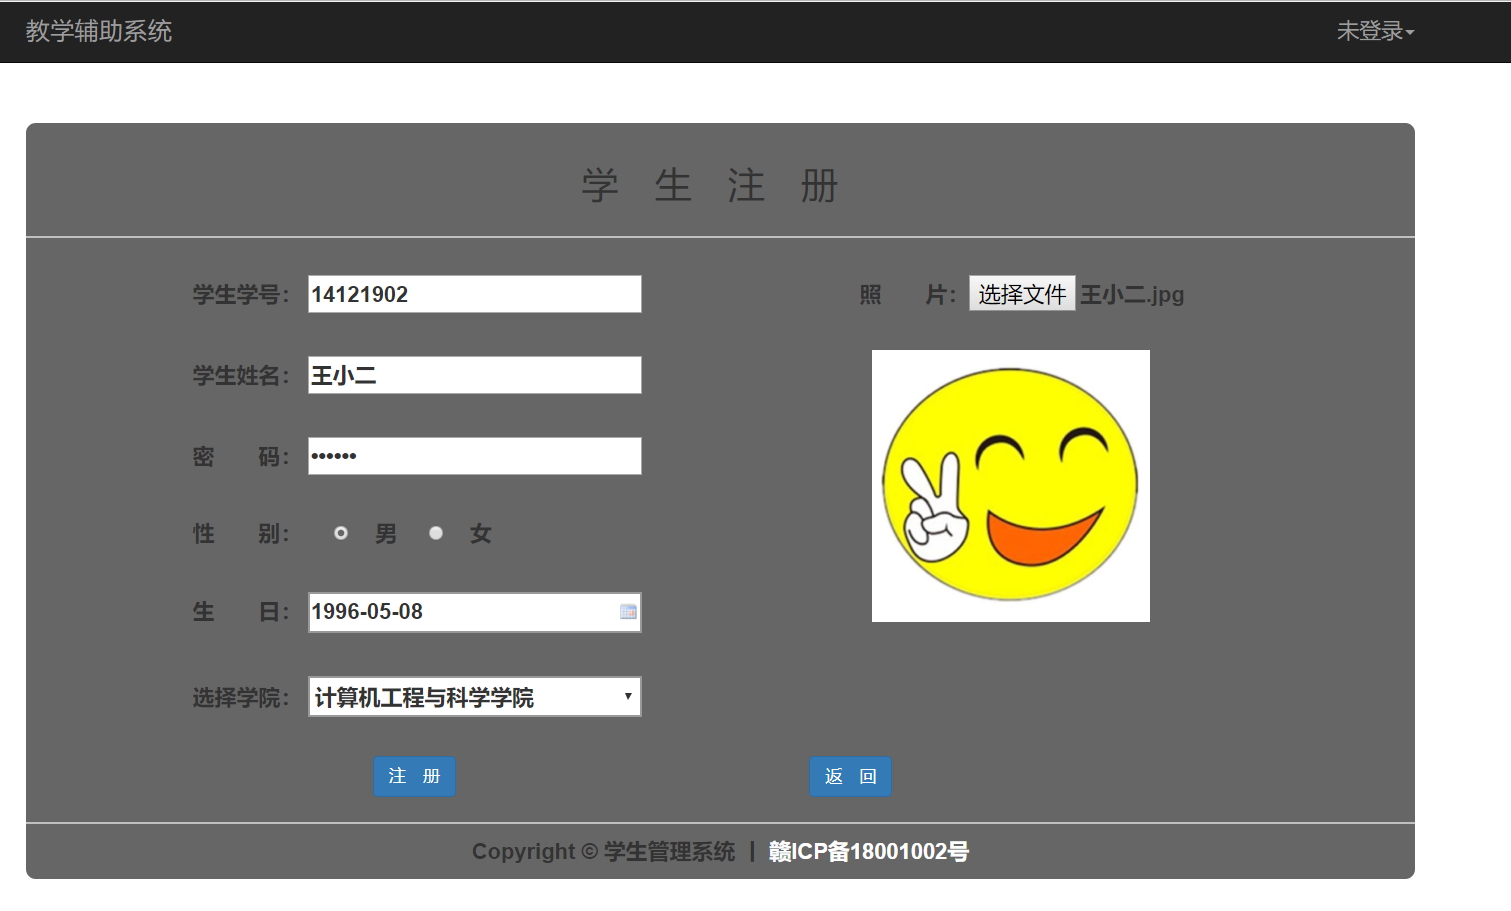 教学辅助系统 未登录
学 生 注 册
学生学号： 14121902
照 片： 选择文件 王小二.jpg
学生姓名： 王小二
密 码： ••••••
性 别： 男 女
生 日： 1996-05-08
选择学院： 计算机工程与科学学院
注 册 返 回
Copyright © 学生管理系统 | 赣ICP备18001002号